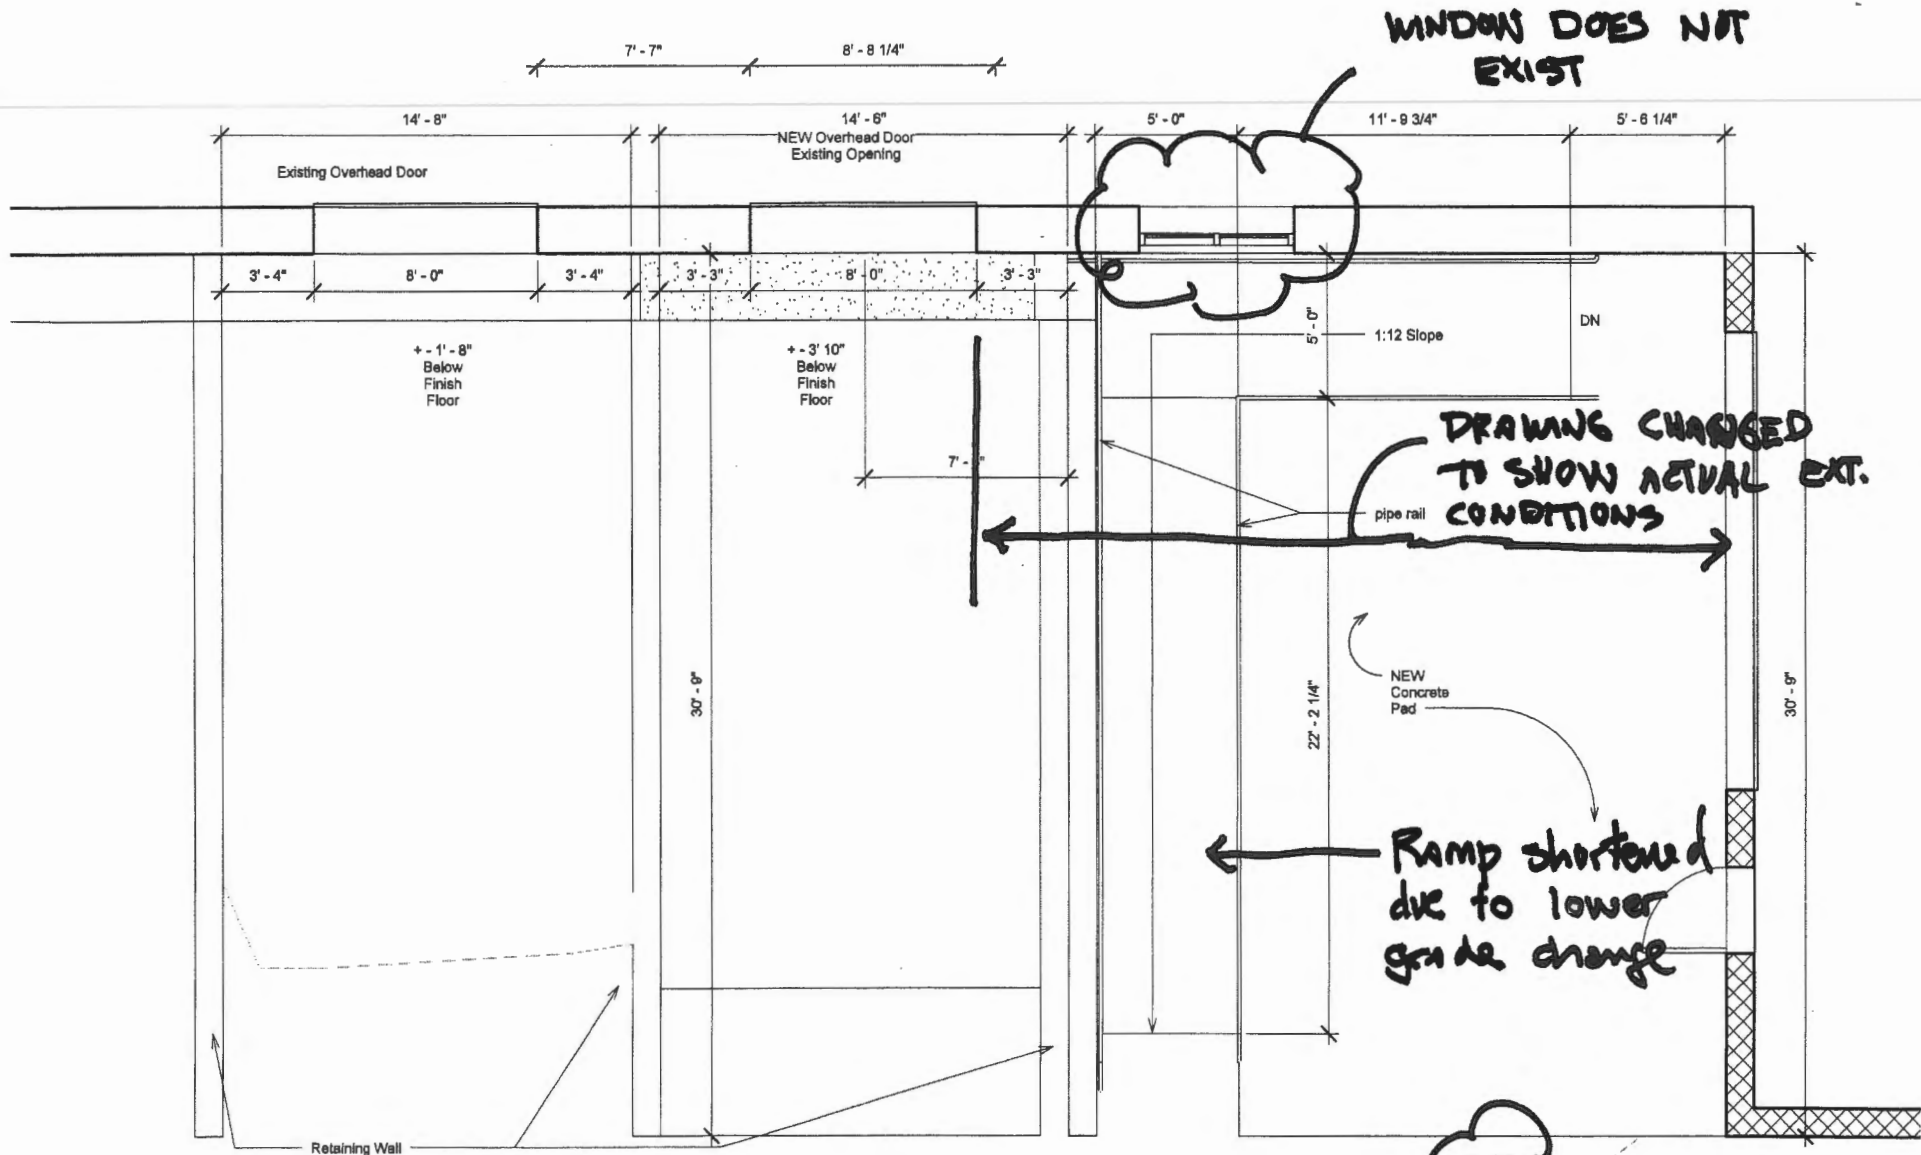 WINDOW DOES NOT
EXIST
7' - 7"
8' - 8 1/4"
14' - 8"
14' - 6"
5' - 0"
11' - 9 3/4"
5' - 6 1/4"
NEW Overhead Door
Existing Opening
Existing Overhead Door
3' - 4"
8' - 0"
3' - 4"
3' - 3"
8' - 0"
3' - 3"
5' - 0"
1:12 Slope
DN
+ - 1' - 8"
Below
Finish
Floor
+ - 3' 10"
Below
Finish
Floor
DRAWING CHANGED
TO SHOW ACTUAL EXT.
CONDITIONS
7' -
pipe rail
NEW
Concrete
Pad
30' - 9"
22' - 2 1/4"
30' - 9"
Ramp shortened
due to lower
grade change
Retaining Wall